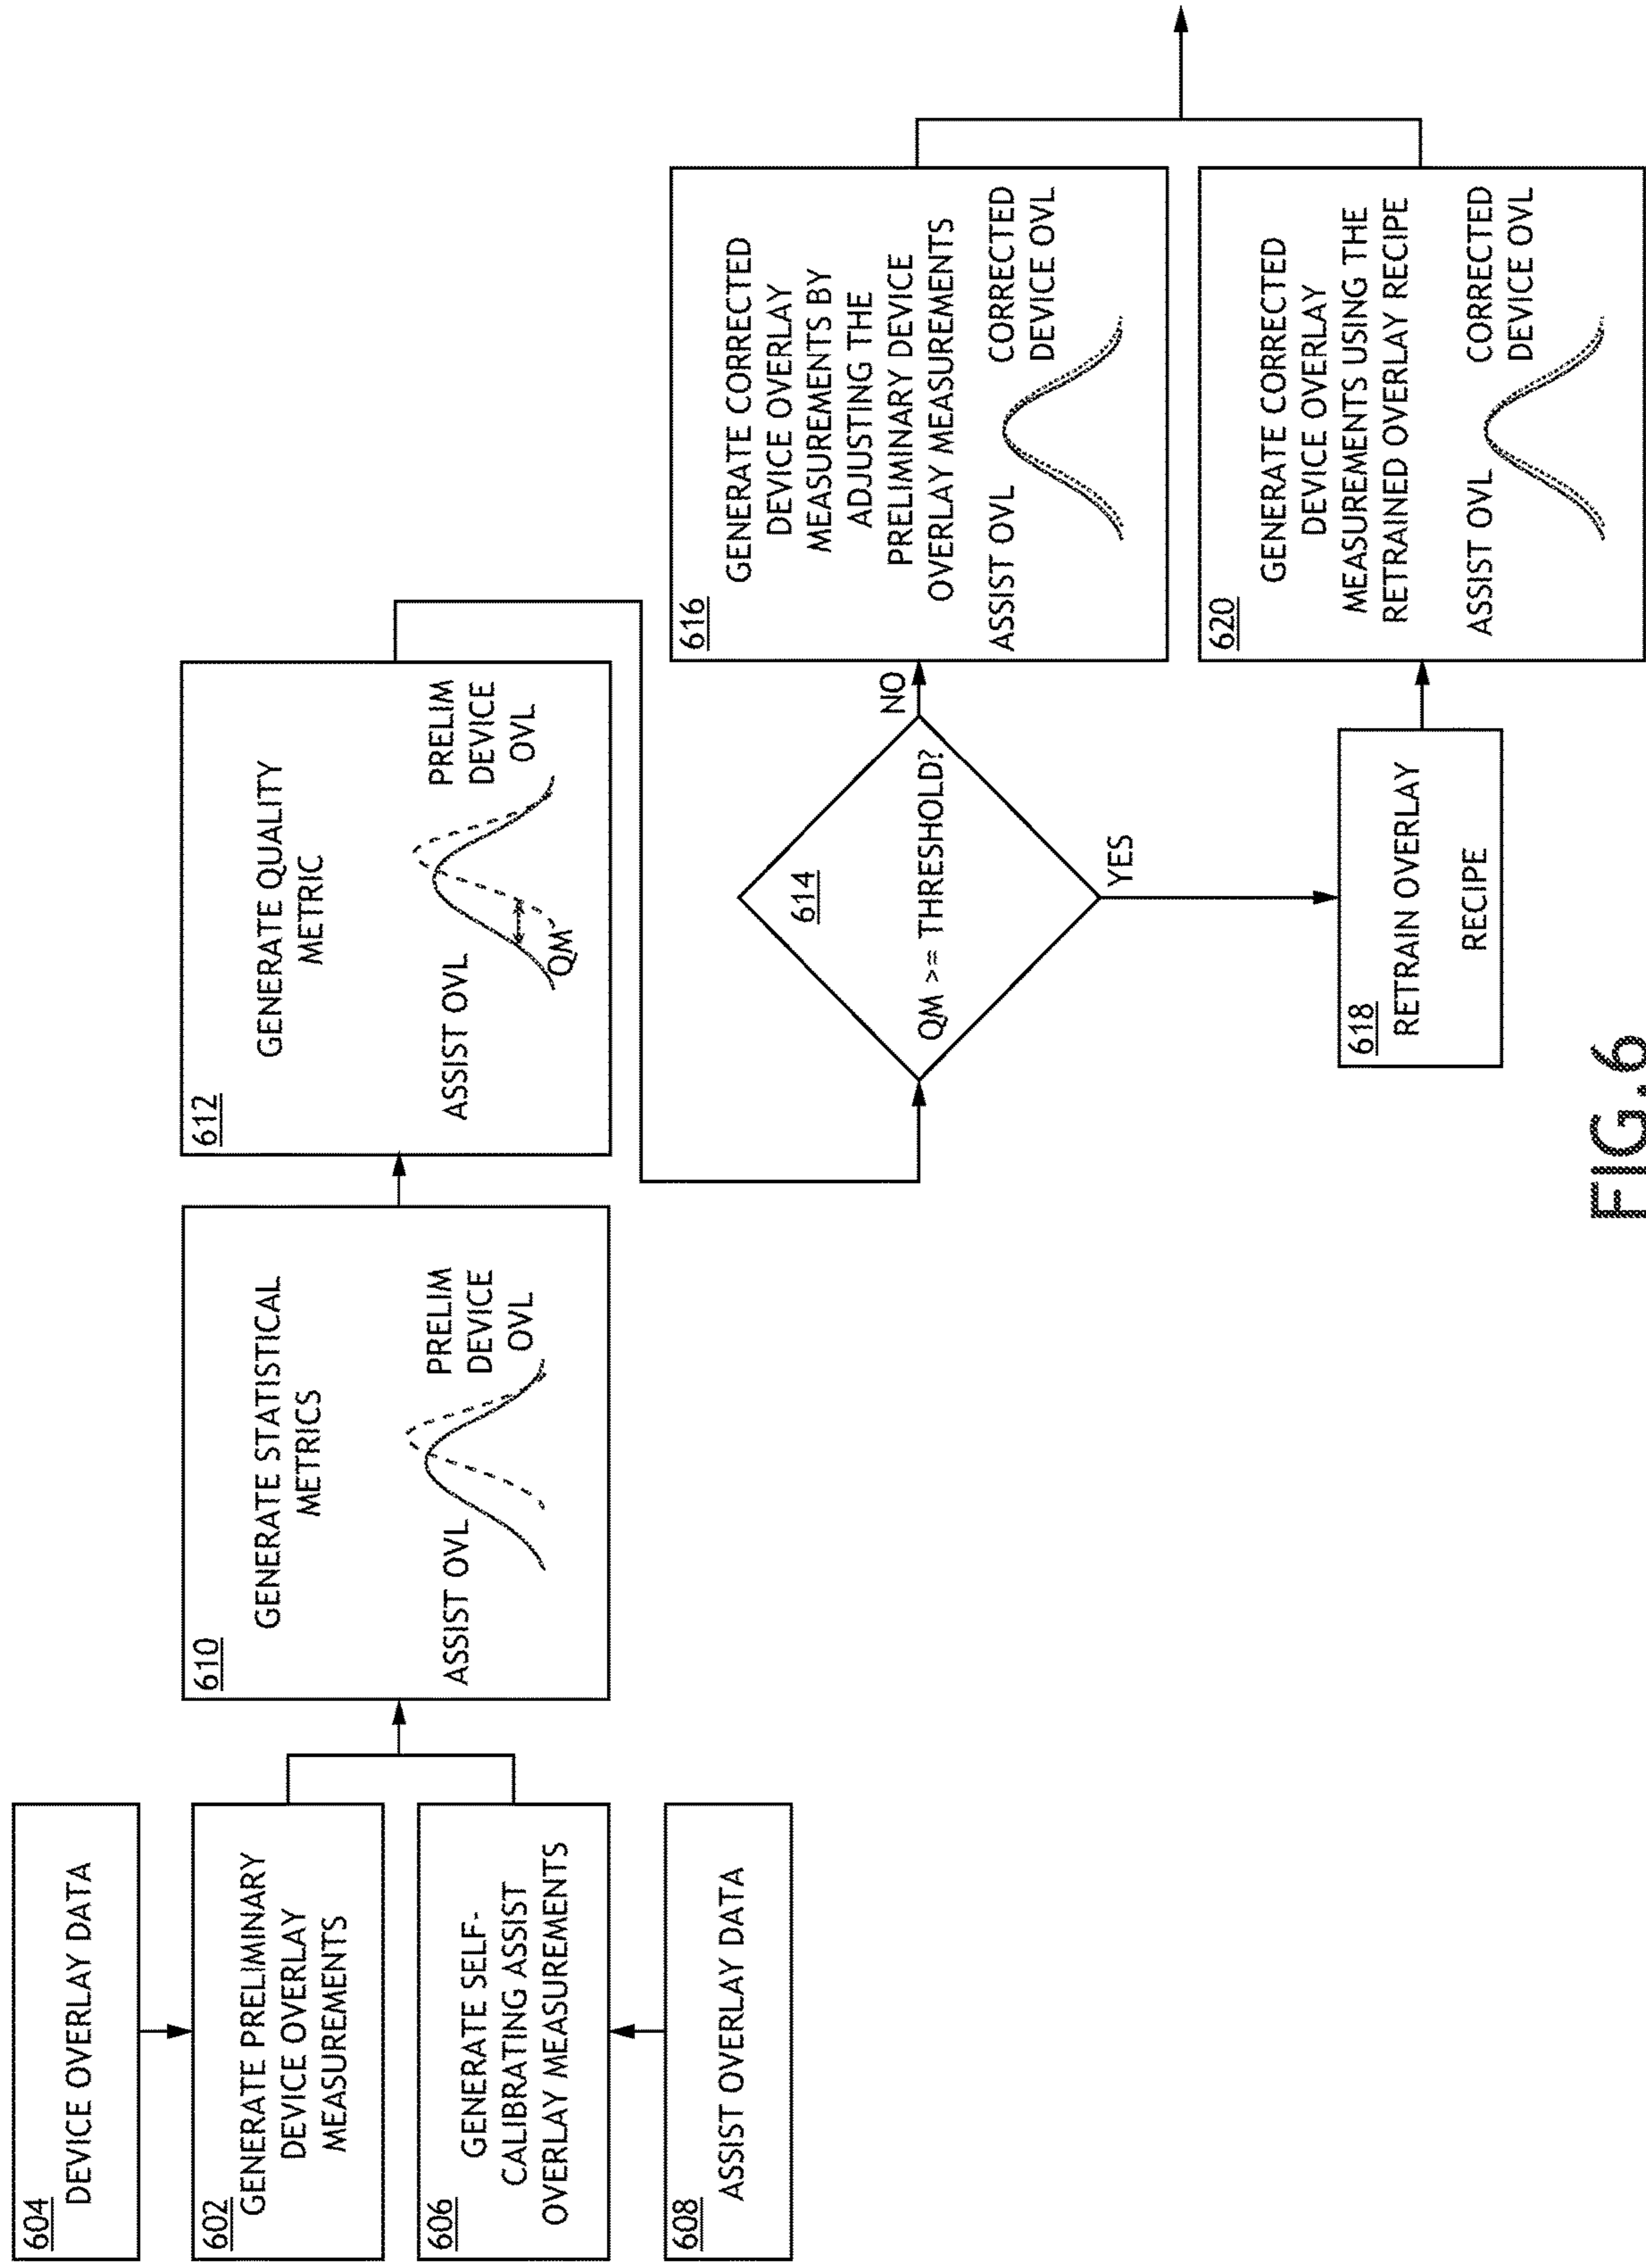 604
DEVICE OVERLAY DATA
602
GENERATE PRELIMINARY
DEVICE OVERLAY
MEASUREMENTS
606
GENERATE SELF-
CALIBRATING ASSIST
OVERLAY MEASUREMENTS
608
ASSIST OVERLAY DATA
610
GENERATE STATISTICAL
METRICS
ASSIST OVL
PRELIM
DEVICE
OVL
612
GENERATE QUALITY
METRIC
ASSIST OVL
PRELIM
DEVICE
OVL
QM
614
QM >= THRESHOLD?
NO
YES
616
GENERATE CORRECTED
DEVICE OVERLAY
MEASUREMENTS BY
ADJUSTING THE
PRELIMINARY DEVICE
OVERLAY MEASUREMENTS
ASSIST OVL
CORRECTED
DEVICE OVL
618
RETRAIN OVERLAY
RECIPE
620
GENERATE CORRECTED
DEVICE OVERLAY
MEASUREMENTS USING THE
RETRAINED OVERLAY RECIPE
ASSIST OVL
CORRECTED
DEVICE OVL
FIG.6